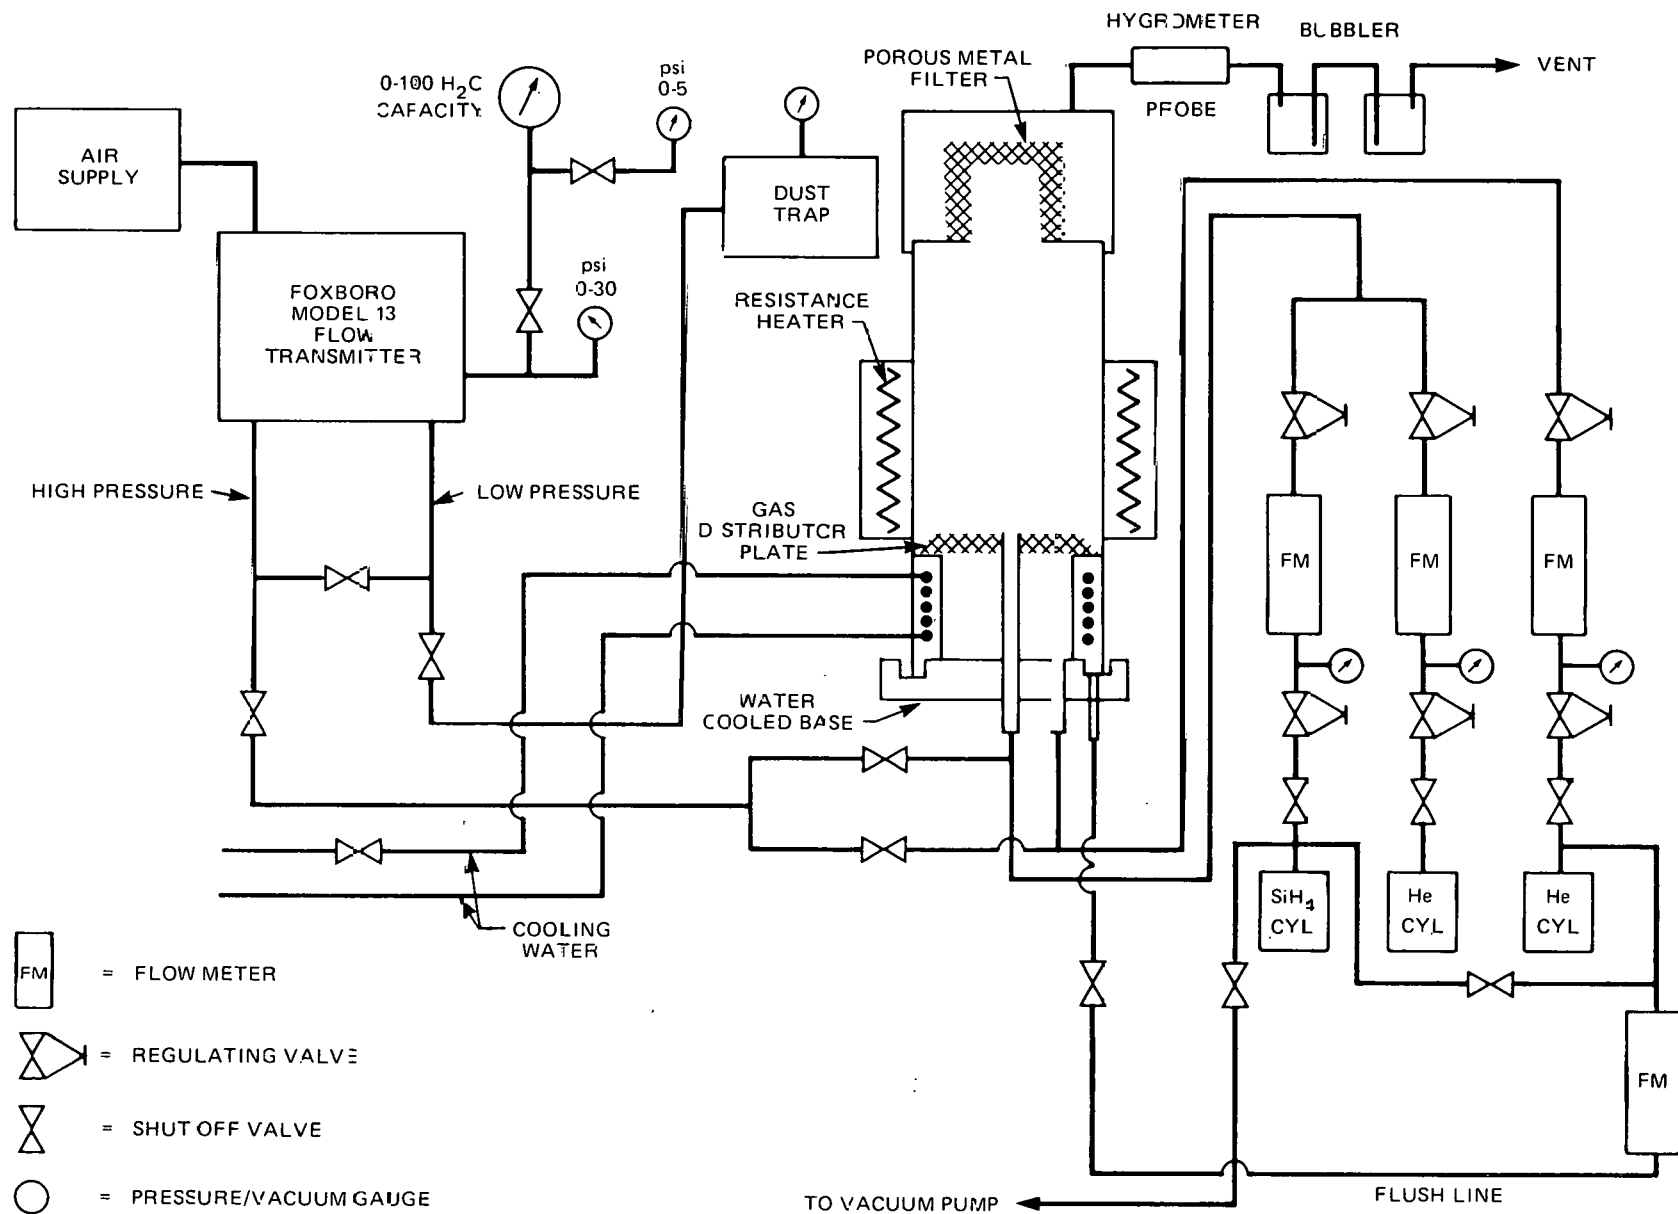 HYGROMETER
BUBBLER
VENT
PROBE
POROUS METAL
FILTER
0-100 H₂C
CAPACITY
psi
0-5
AIR
SUPPLY
DUST
TRAP
FOXBORO
MODEL 13
FLOW
TRANSMITTER
psi
0-30
RESISTANCE
HEATER
HIGH PRESSURE
LOW PRESSURE
GAS
DISTRIBUTOR
PLATE
FM
FM
FM
WATER
COOLED BASE
COOLING
WATER
SiH₄
CYL
He
CYL
He
CYL
FM
FM = FLOW METER
= REGULATING VALVE
= SHUT OFF VALVE
= PRESSURE/VACUUM GAUGE
TO VACUUM PUMP
FLUSH LINE